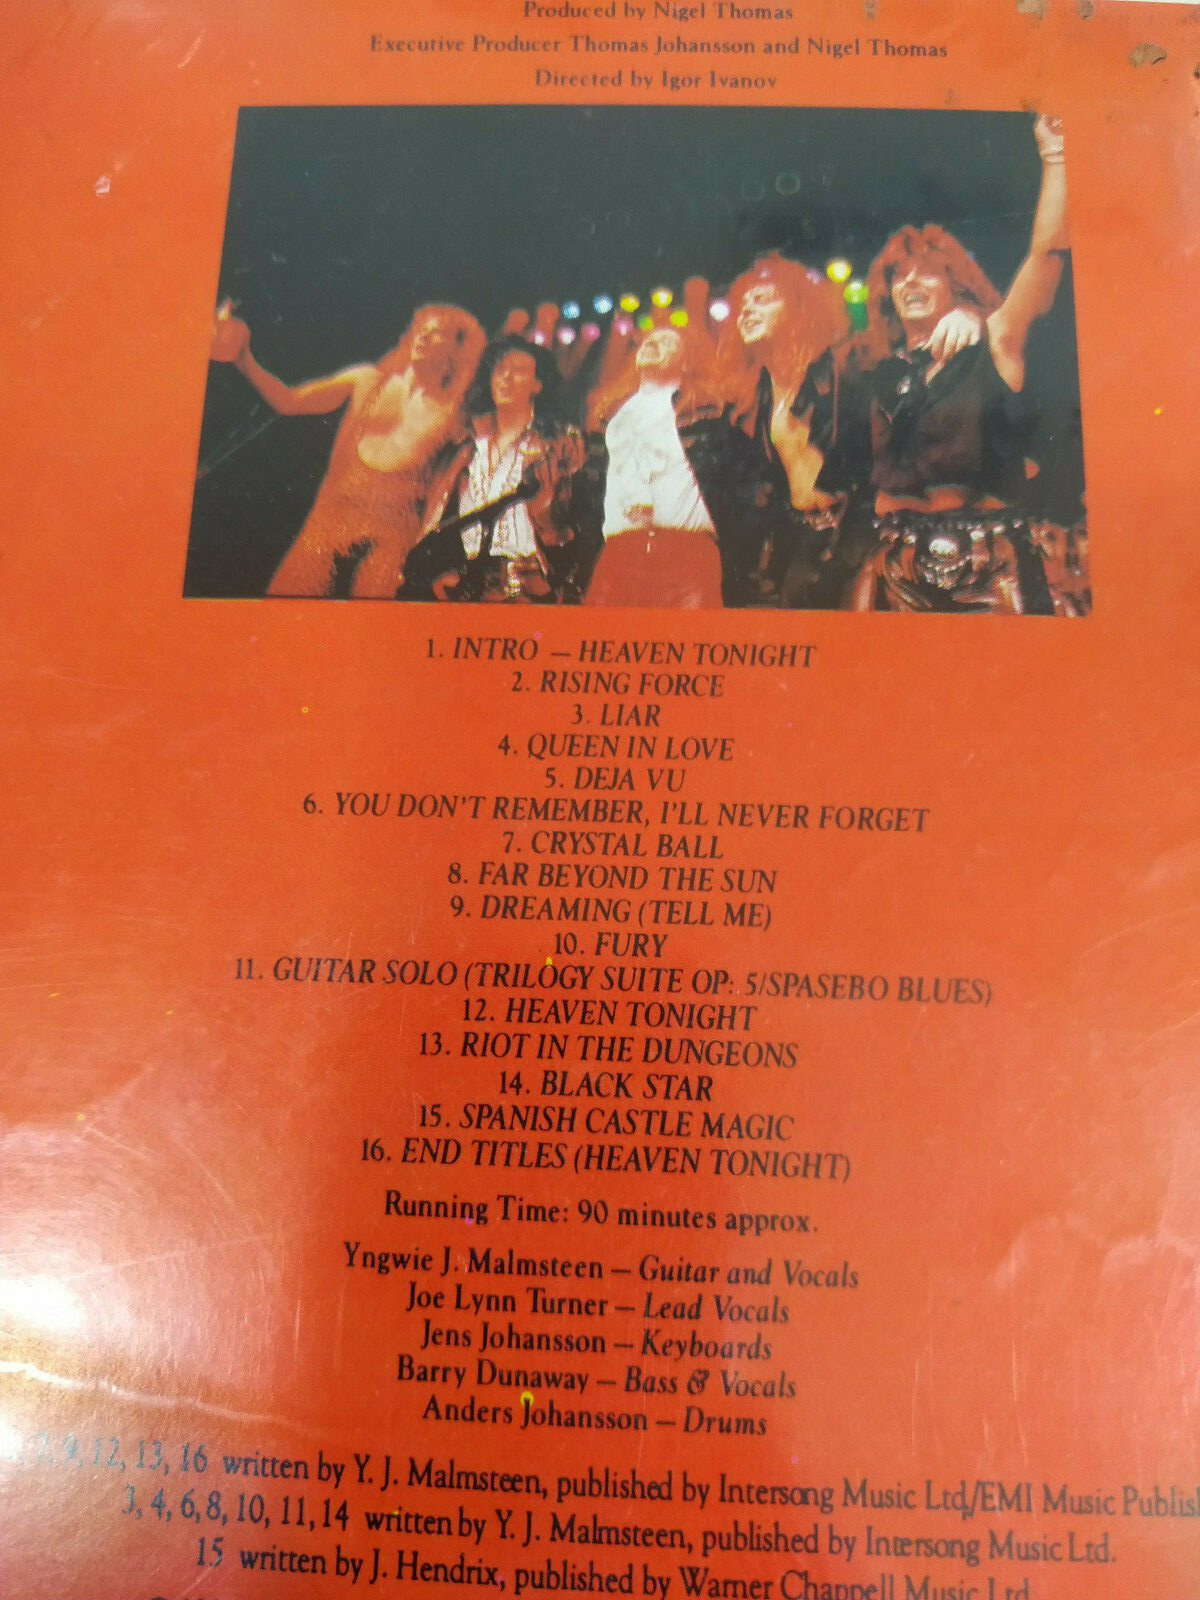 Produced by Nigel Thomas
Executive Producer Thomas Johansson and Nigel Thomas
Directed by Igor Ivanov
1. INTRO — HEAVEN TONIGHT
2. RISING FORCE
3. LIAR
4. QUEEN IN LOVE
5. DEJA VU
6. YOU DON'T REMEMBER, I'LL NEVER FORGET
7. CRYSTAL BALL
8. FAR BEYOND THE SUN
9. DREAMING (TELL ME)
10. FURY
11. GUITAR SOLO (TRILOGY SUITE OP: 5/SPASEBO BLUES)
12. HEAVEN TONIGHT
13. RIOT IN THE DUNGEONS
14. BLACK STAR
15. SPANISH CASTLE MAGIC
16. END TITLES (HEAVEN TONIGHT)
Running Time: 90 minutes approx.
Yngwie J. Malmsteen — Guitar and Vocals
Joe Lynn Turner — Lead Vocals
Jens Johansson — Keyboards
Barry Dunaway — Bass & Vocals
Anders Johansson — Drums
9, 12, 13, 16 written by Y. J. Malmsteen, published by Intersong Music Ltd/EMI Music Publis
3, 4, 6, 8, 10, 11, 14 written by Y. J. Malmsteen, published by Intersong Music Ltd.
15 written by J. Hendrix, published by Warner Chappell Music Ltd